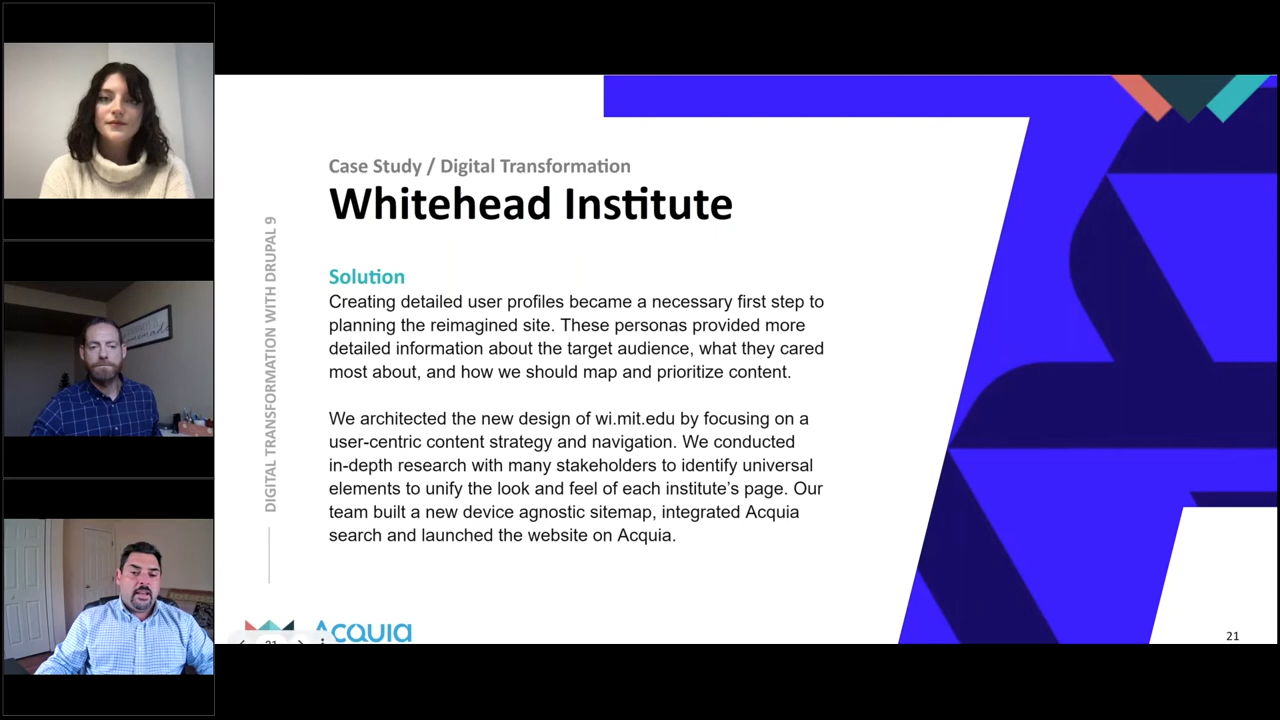 Case Study / Digital Transformation
Whitehead Institute
DIGITAL TRANSFORMATION WITH DRUPAL 9
Solution
Creating detailed user profiles became a necessary first step to
planning the reimagined site. These personas provided more
detailed information about the target audience, what they cared
most about, and how we should map and prioritize content.
We architected the new design of wi.mit.edu by focusing on a
user-centric content strategy and navigation. We conducted
in-depth research with many stakeholders to identify universal
elements to unify the look and feel of each institute’s page. Our
team built a new device agnostic sitemap, integrated Acquia
search and launched the website on Acquia.
Acquia
21
21